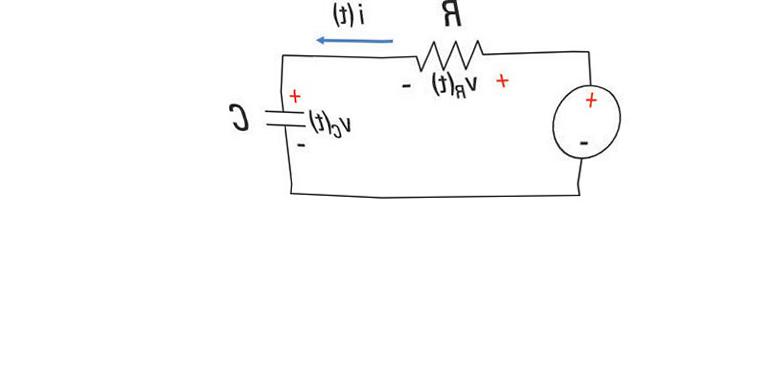 i(t)
R
+ vR(t) -
+
C
vC(t)
-
+
-